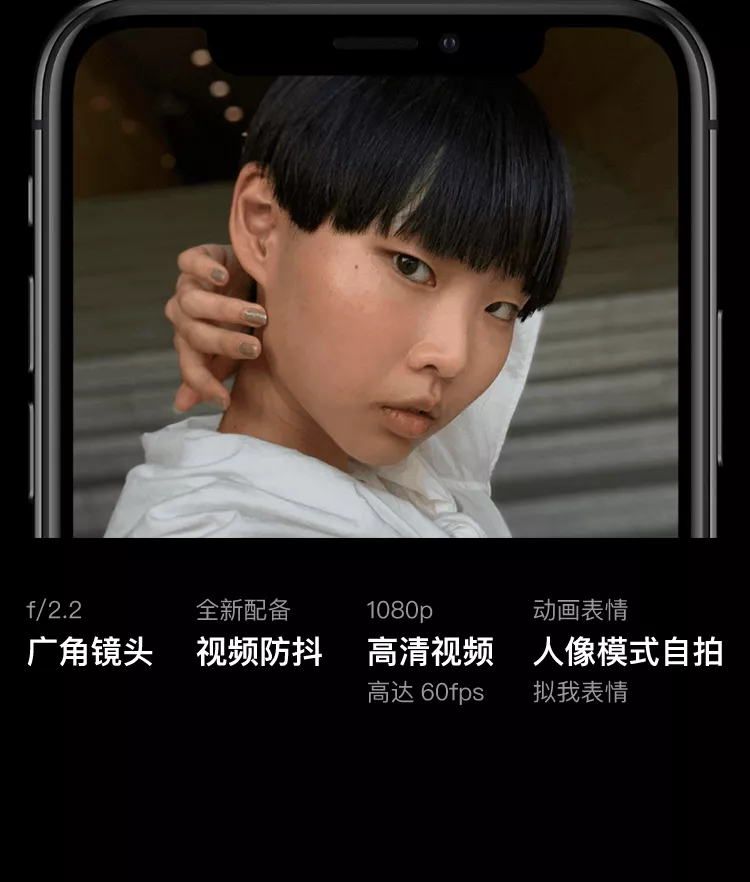 f/2.2
广角镜头
全新配备
视频防抖
1080p
高清视频
高达 60fps
动画表情
人像模式自拍
拟我表情